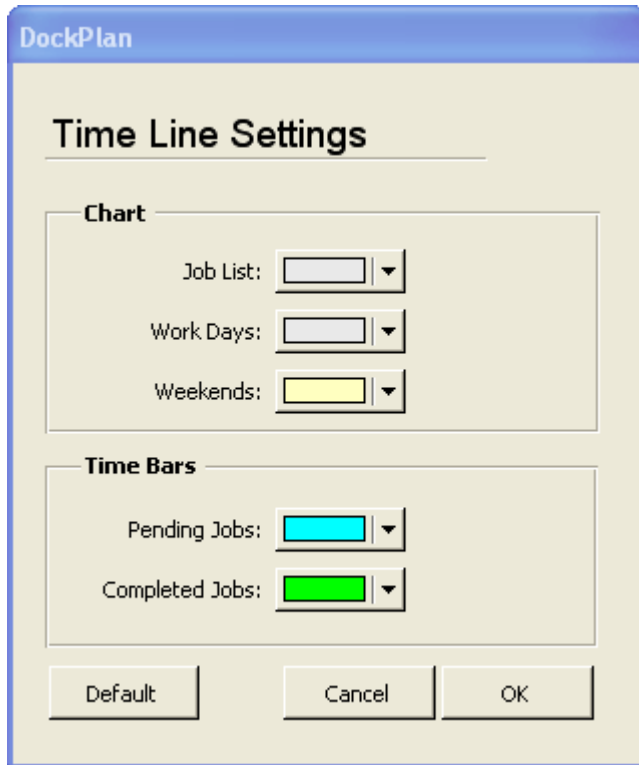 DockPlan
Time Line Settings
Chart
Job List:
Work Days:
Weekends:
Time Bars
Pending Jobs:
Completed Jobs:
Default Cancel OK